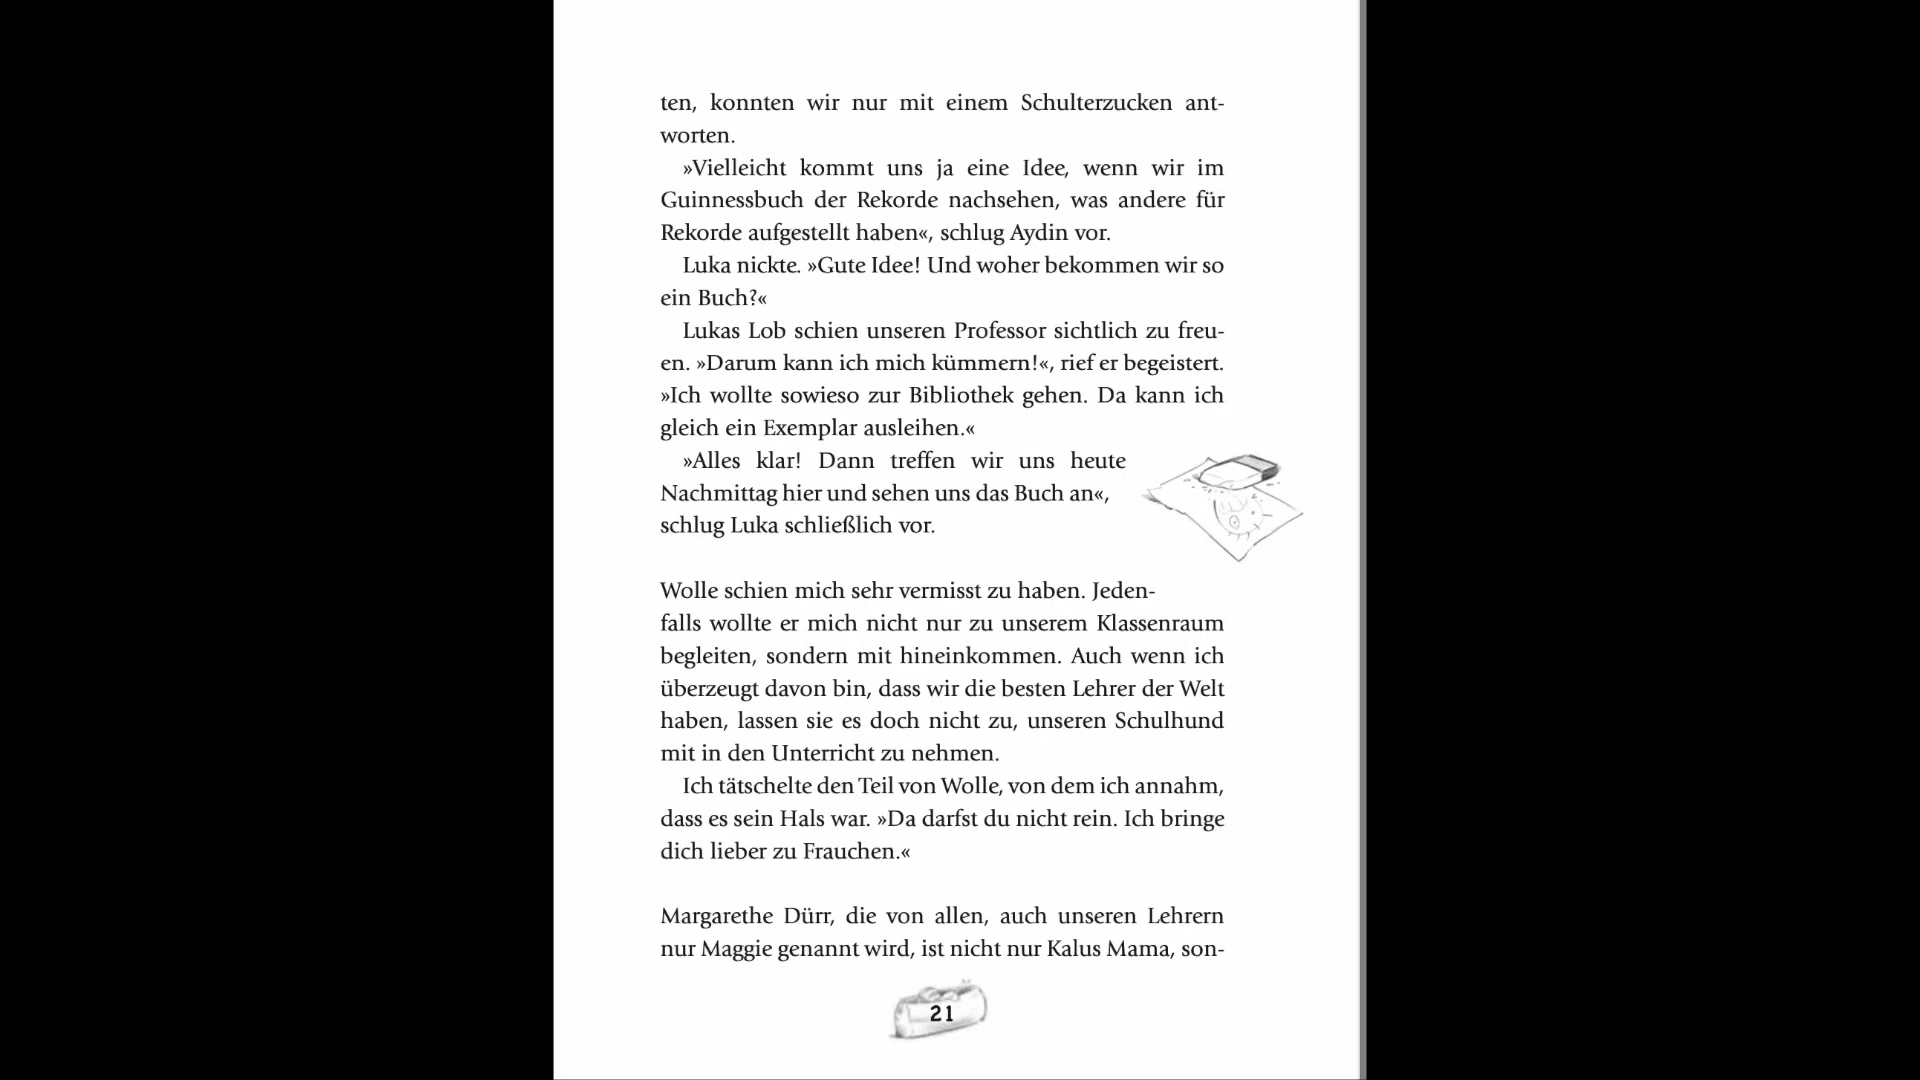 ten, konnten wir nur mit einem Schulterzucken ant-
worten.
»Vielleicht kommt uns ja eine Idee, wenn wir im
Guinnessbuch der Rekorde nachsehen, was andere für
Rekorde aufgestellt haben«, schlug Aydin vor.
Luka nickte. »Gute Idee! Und woher bekommen wir so
ein Buch?«
Lukas Lob schien unseren Professor sichtlich zu freu-
en. »Darum kann ich mich kümmern!«, rief er begeistert.
»Ich wollte sowieso zur Bibliothek gehen. Da kann ich
gleich ein Exemplar ausleihen.«
»Alles klar! Dann treffen wir uns heute
Nachmittag hier und sehen uns das Buch an«,
schlug Luka schließlich vor.
Wolle schien mich sehr vermisst zu haben. Jeden-
falls wollte er mich nicht nur zu unserem Klassenraum
begleiten, sondern mit hineinkommen. Auch wenn ich
überzeugt davon bin, dass wir die besten Lehrer der Welt
haben, lassen sie es doch nicht zu, unseren Schulhund
mit in den Unterricht zu nehmen.
Ich tätschelte den Teil von Wolle, von dem ich annahm,
dass es sein Hals war. »Da darfst du nicht rein. Ich bringe
dich lieber zu Frauchen.«
Margarethe Dürr, die von allen, auch unseren Lehrern
nur Maggie genannt wird, ist nicht nur Kalus Mama, son-
21